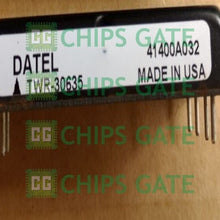 CHIPS GATE
DATEL 41400A032
▲ TWR-30635 MADE IN USA
CHIPS GATE
CHIPS GATE